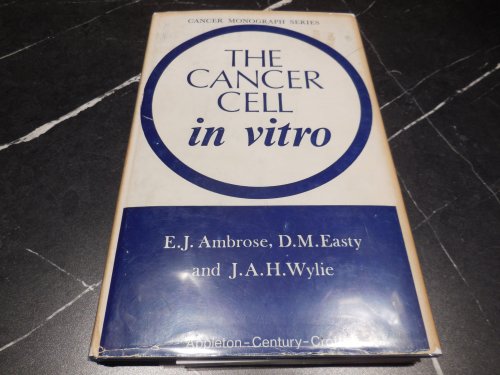 CANCER MONOGRAPH SERIES
THE
CANCER
CELL
in vitro
E.J. Ambrose, D.M.Easty
and J.A.H.Wylie
Appleton-Century-Crofts